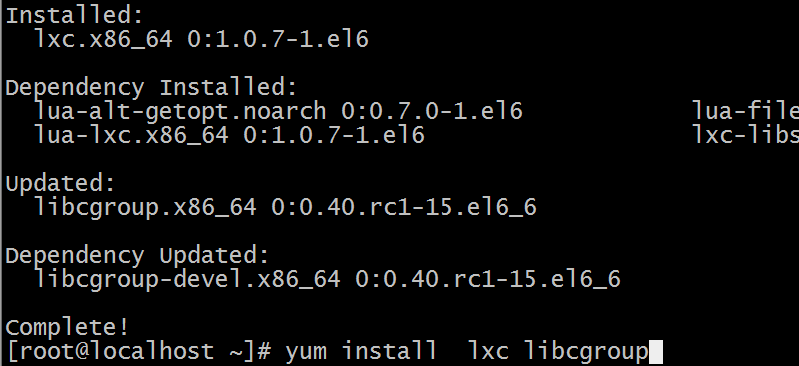 Installed:
lxc.x86_64 0:1.0.7-1.el6
Dependency Installed:
lua-alt-getopt.noarch 0:0.7.0-1.el6 lua-file
lua-lxc.x86_64 0:1.0.7-1.el6 lxc-libs
Updated:
libcgroup.x86_64 0:0.40.rc1-15.el6_6
Dependency Updated:
libcgroup-devel.x86_64 0:0.40.rc1-15.el6_6
Complete!
[root@localhost ~]# yum install  lxc libcgroup